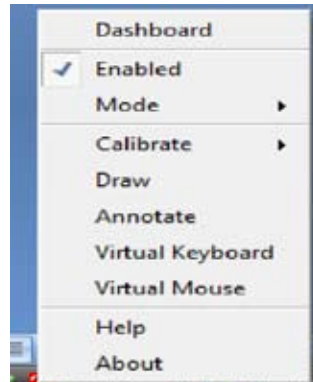 Dashboard
Enabled
Mode
Calibrate
Draw
Annotate
Virtual Keyboard
Virtual Mouse
Help
About